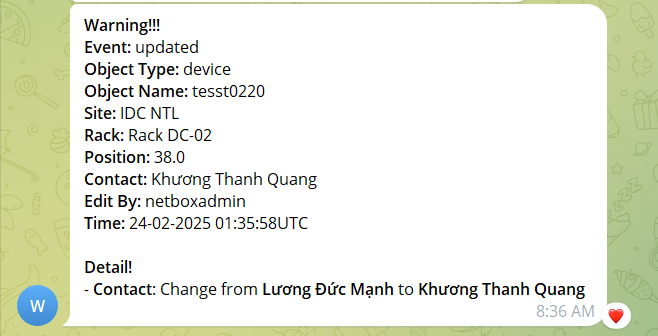 Warning!!!
Event: updated
Object Type: device
Object Name: tesst0220
Site: IDC NTL
Rack: Rack DC-02
Position: 38.0
Contact: Khương Thanh Quang
Edit By: netboxadmin
Time: 24-02-2025 01:35:58UTC
Detail!
- Contact: Change from Lương Đức Mạnh to Khương Thanh Quang
W
8:36 AM